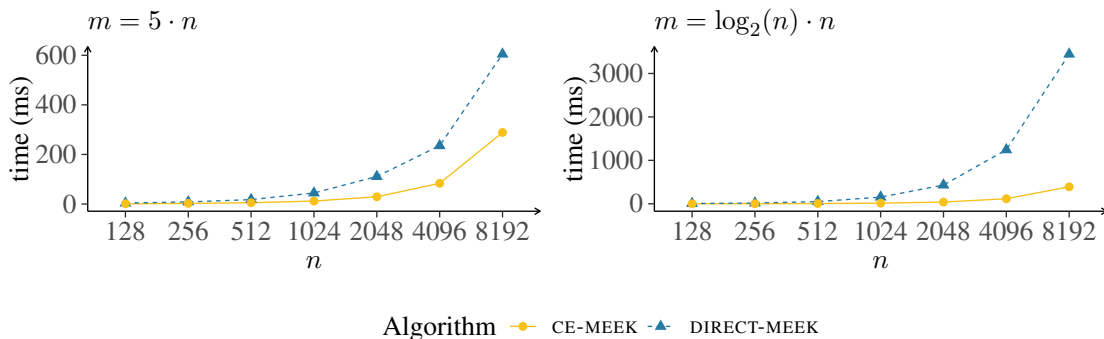 m = 5 · n
time (ms)
600
400
200
0
128 256 512 1024 2048 4096 8192
n
m = log₂(n) · n
time (ms)
3000
2000
1000
0
128 256 512 1024 2048 4096 8192
n
Algorithm CE-MEEK DIRECT-MEEK